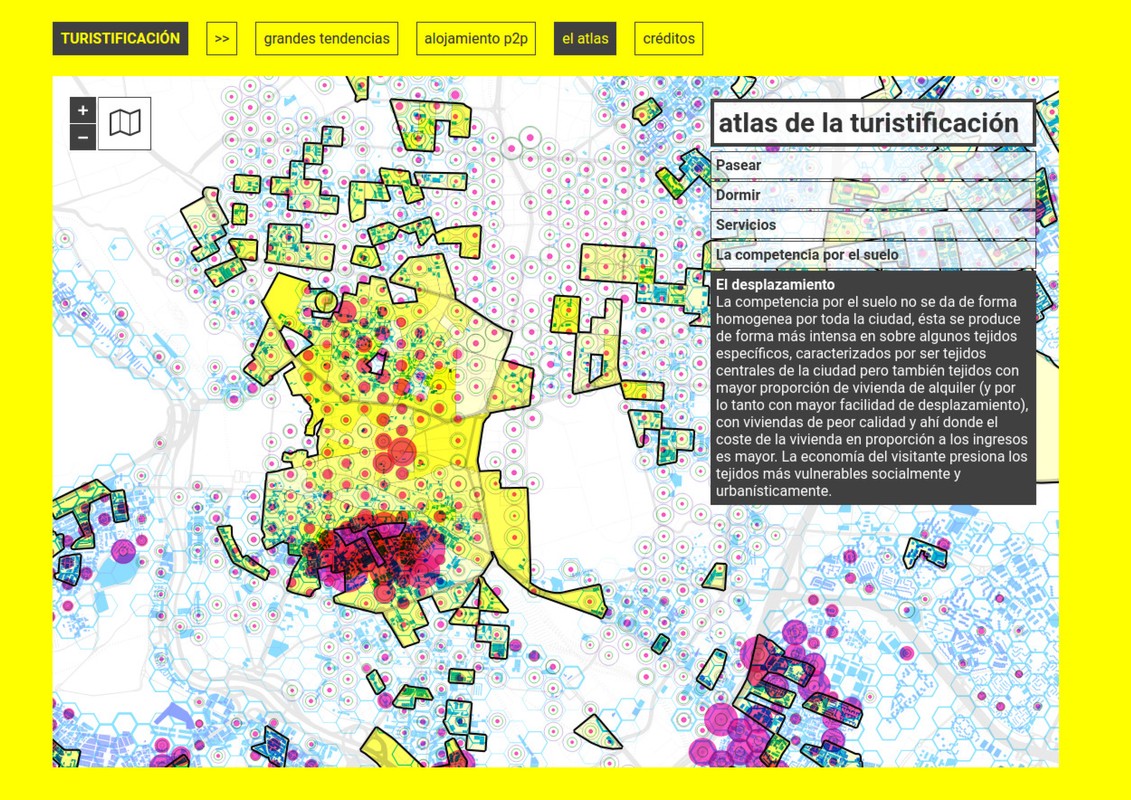 TURISTIFICACIÓN
>>
grandes tendencias
alojamiento p2p
el atlas
créditos
+
−
atlas de la turistificación
Pasear
Dormir
Servicios
La competencia por el suelo
El desplazamiento
La competencia por el suelo no se da de forma
homogenea por toda la ciudad, ésta se produce
de forma más intensa en sobre algunos tejidos
específicos, caracterizados por ser tejidos
centrales de la ciudad pero también tejidos con
mayor proporción de vivienda de alquiler (y por
lo tanto con mayor facilidad de desplazamiento),
con viviendas de peor calidad y ahí donde el
coste de la vivienda en proporción a los ingresos
es mayor. La economía del visitante presiona los
tejidos más vulnerables socialmente y
urbanísticamente.